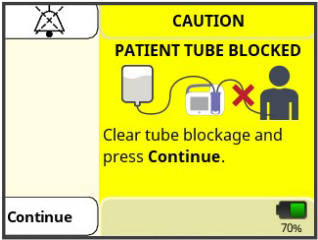 CAUTION
PATIENT TUBE BLOCKED
Clear tube blockage and
press Continue.
Continue
70%